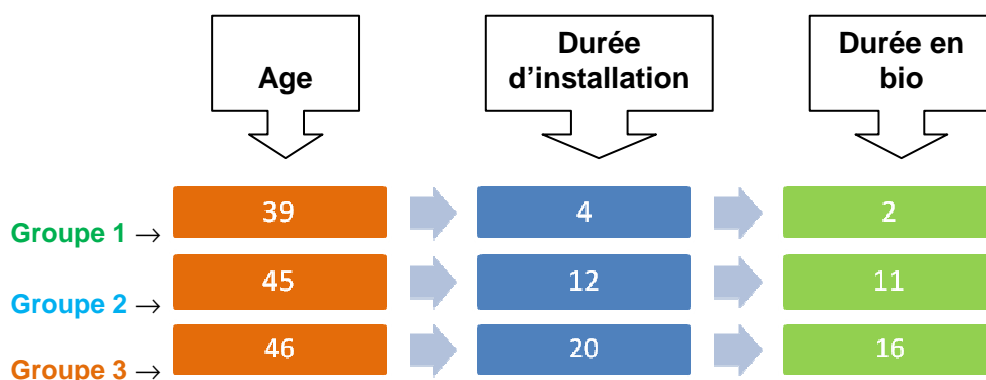 Age
Durée
d'installation
Durée en
bio
Groupe 1 → 39 4 2
Groupe 2 → 45 12 11
Groupe 3 → 46 20 16